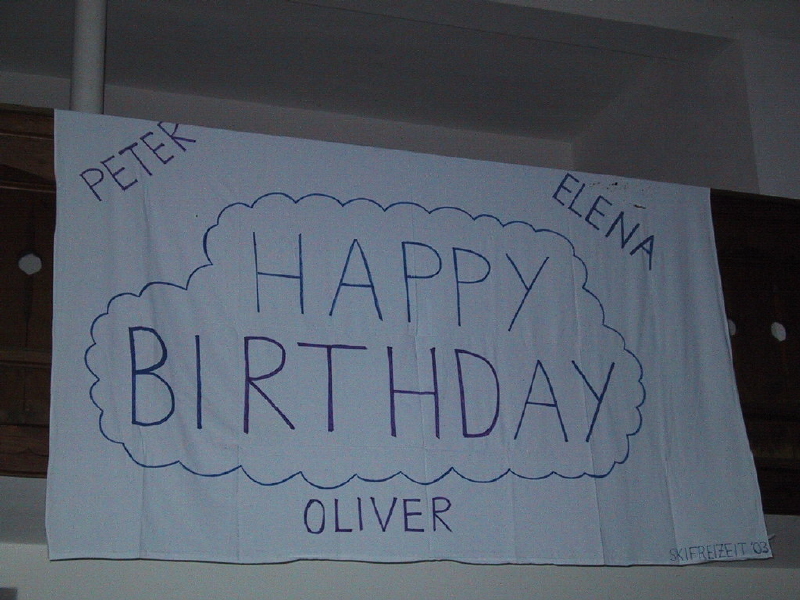 PETER
ELENA
HAPPY
BIRTHDAY
OLIVER
SKIFREIZEIT '03